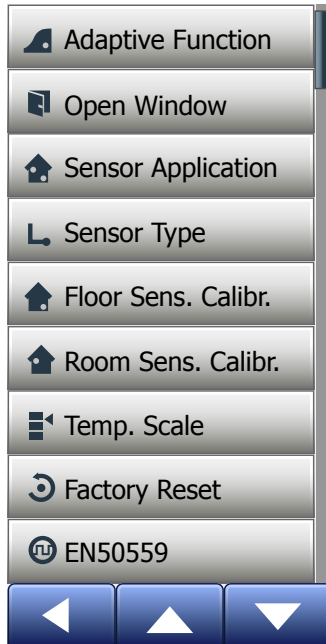 Adaptive Function
Open Window
Sensor Application
Sensor Type
Floor Sens. Calibr.
Room Sens. Calibr.
Temp. Scale
Factory Reset
EN50559